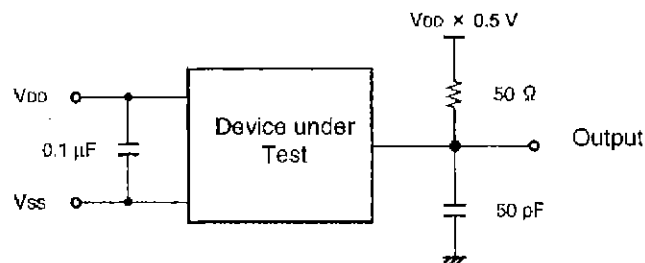 VDD × 0.5 V
50 Ω
VDD
0.1 µF
VSS
Device under
Test
Output
50 pF